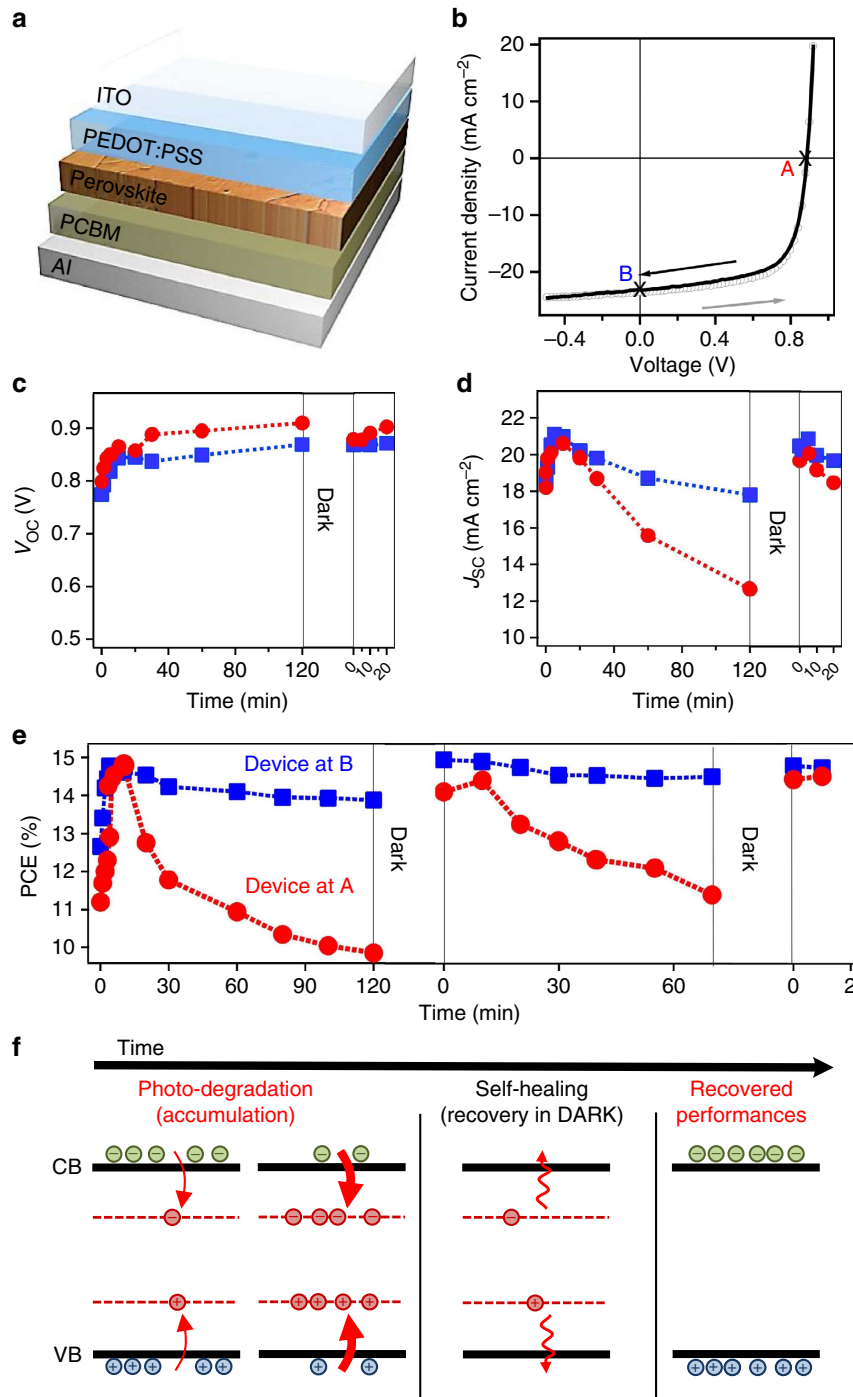 a
ITO
PEDOT:PSS
Perovskite
PCBM
Al
b
Current density (mA cm⁻²)
20
0
−10
−20
A
B
−0.4
0.0
0.4
0.8
Voltage (V)
c
V_OC (V)
0.9
0.8
0.7
0.6
0.5
Dark
0
40
80
120
0
10
20
Time (min)
d
J_SC (mA cm⁻²)
22
20
18
16
14
12
10
Dark
0
40
80
120
0
10
20
Time (min)
e
PCE (%)
15
14
13
12
11
10
Device at B
Device at A
Dark
Dark
0
30
60
90
120
0
30
60
0
2
Time (min)
f
Time
Photo-degradation
(accumulation)
Self-healing
(recovery in DARK)
Recovered
performances
CB
VB